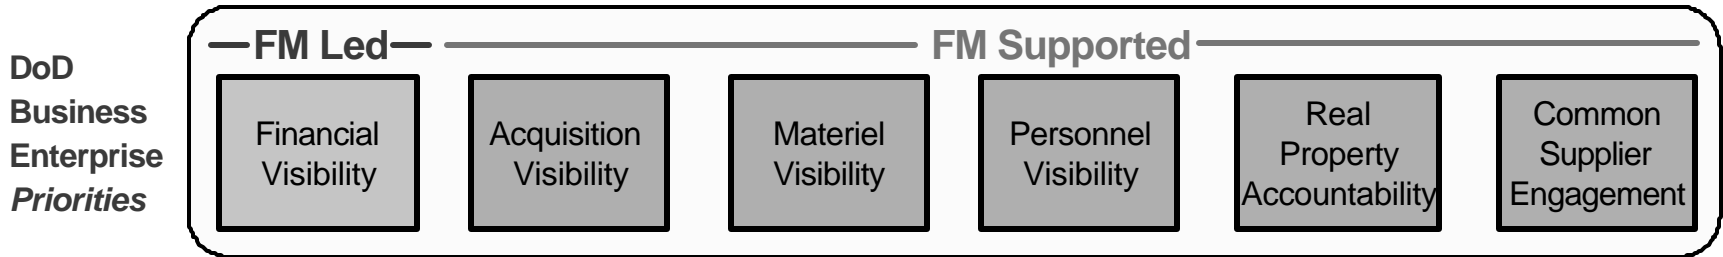 DoD
Business
Enterprise
Priorities
FM Led
FM Supported
Financial
Visibility
Acquisition
Visibility
Materiel
Visibility
Personnel
Visibility
Real
Property
Accountability
Common
Supplier
Engagement